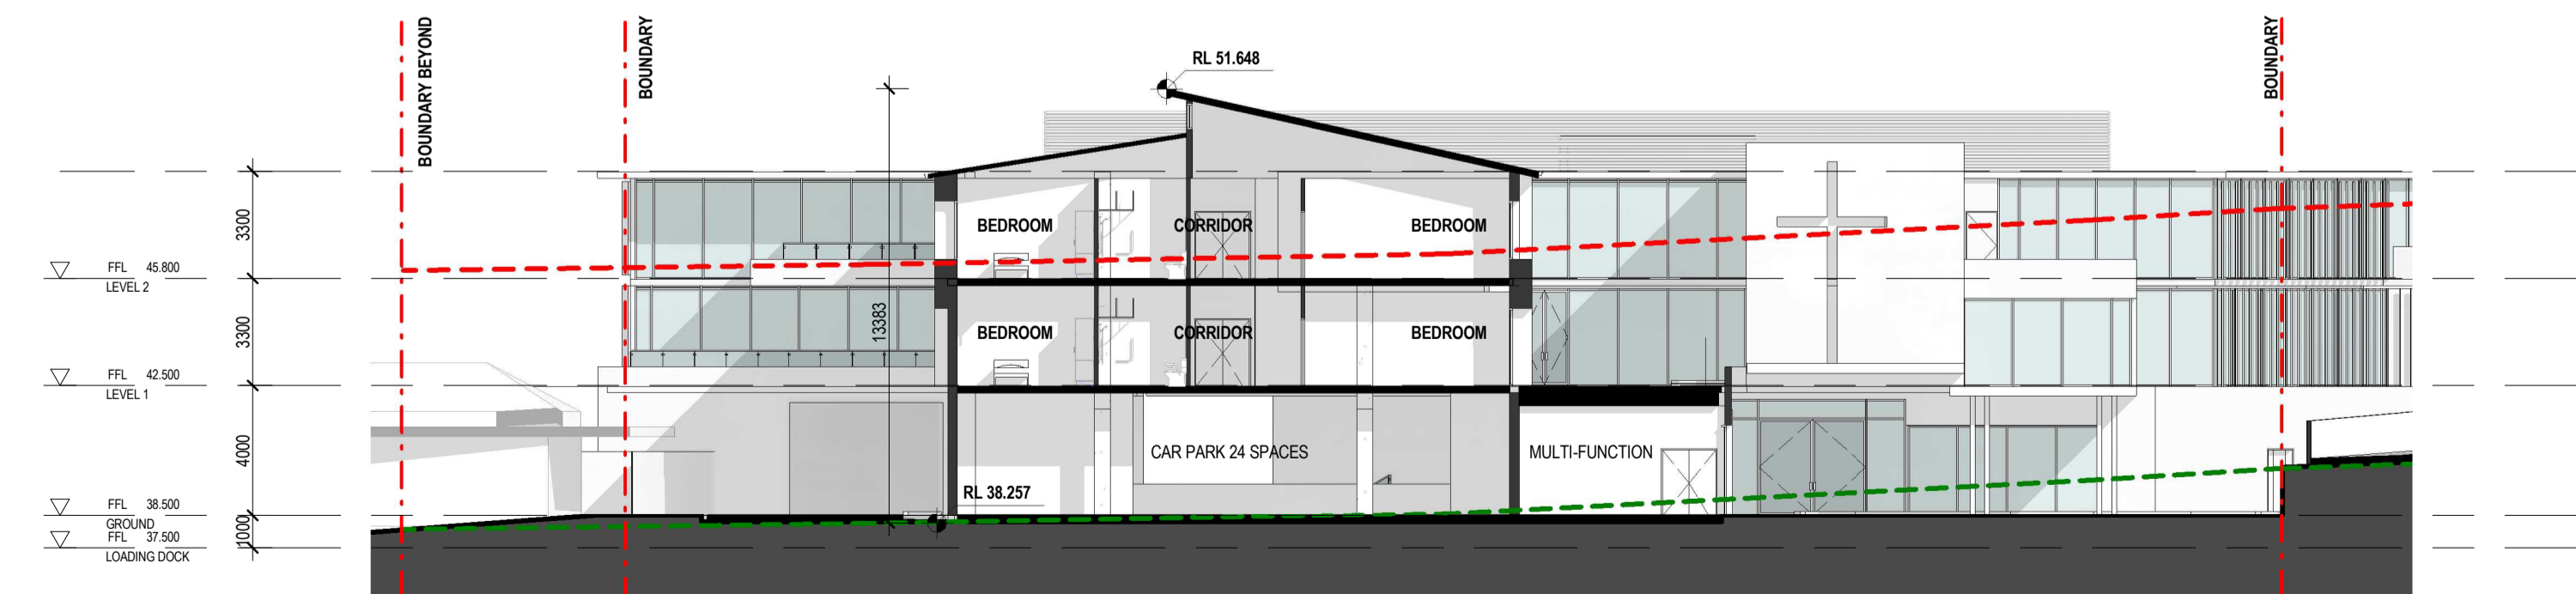 BOUNDARY BEYOND
BOUNDARY
RL 51.648
BOUNDARY
3300
BEDROOM
CORRIDOR
BEDROOM
FFL 45.800
LEVEL 2
3300
13383
BEDROOM
CORRIDOR
BEDROOM
FFL 42.500
LEVEL 1
4000
CAR PARK 24 SPACES
MULTI-FUNCTION
RL 38.257
FFL 38.500
GROUND
1000
FFL 37.500
LOADING DOCK